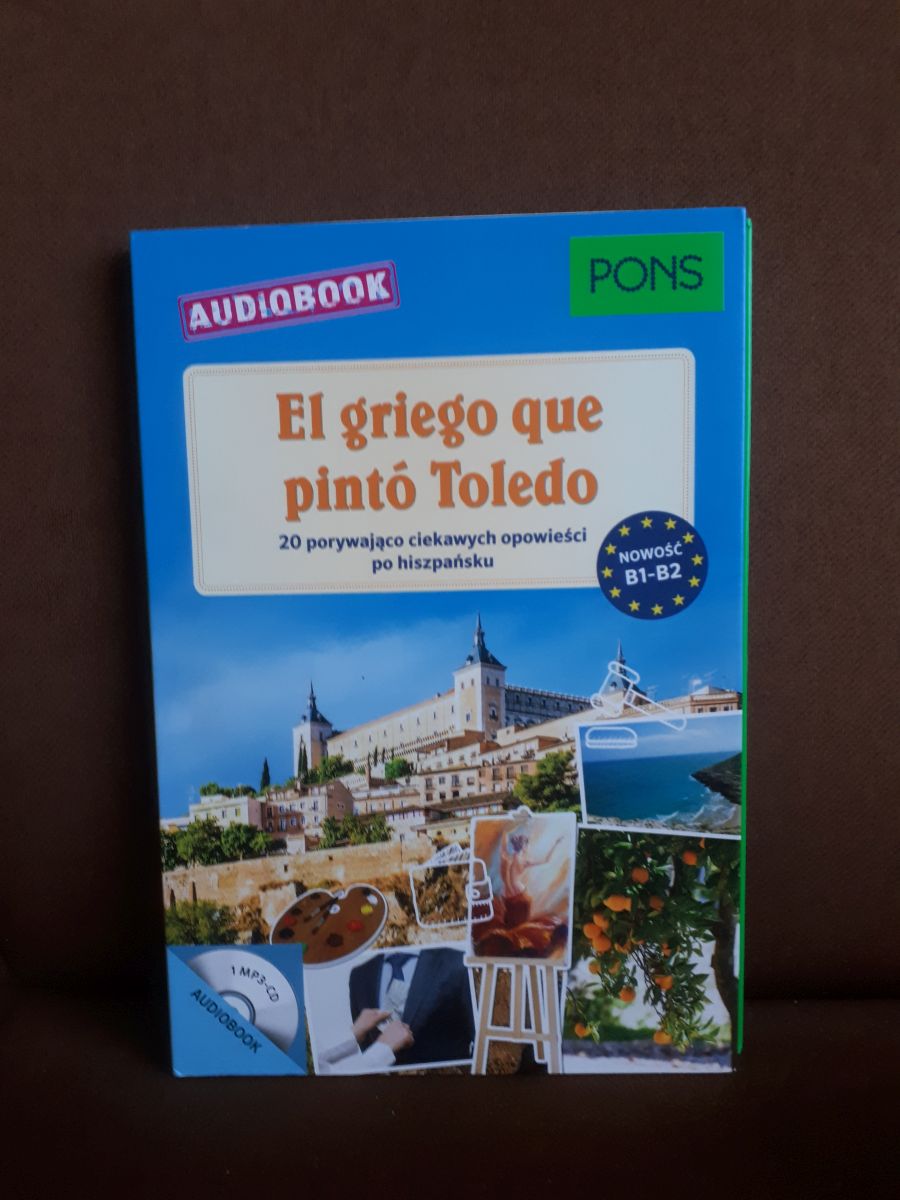 AUDIOBOOK
PONS
El griego que
pintó Toledo
20 porywająco ciekawych opowieści
po hiszpańsku
NOWOŚĆ
B1-B2
1 MP3-CD
AUDIOBOOK